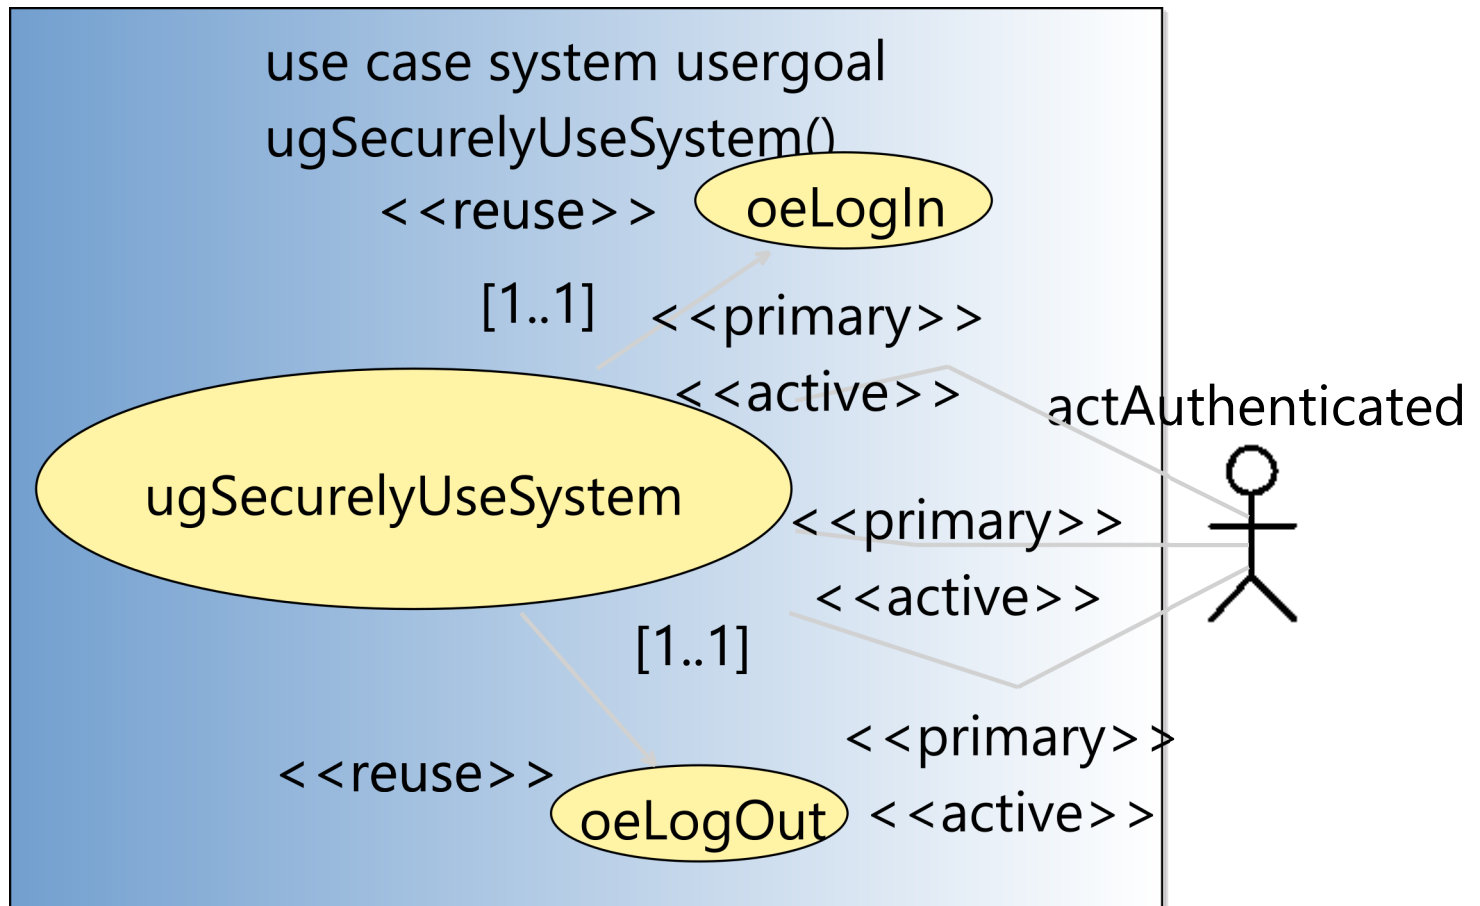 use case system usergoal
ugSecurelyUseSystem()
<<reuse>>
oeLogIn
[1..1]
<<primary>>
<<active>>
actAuthenticated
ugSecurelyUseSystem
<<primary>>
<<active>>
[1..1]
<<primary>>
<<reuse>>
oeLogOut
<<active>>